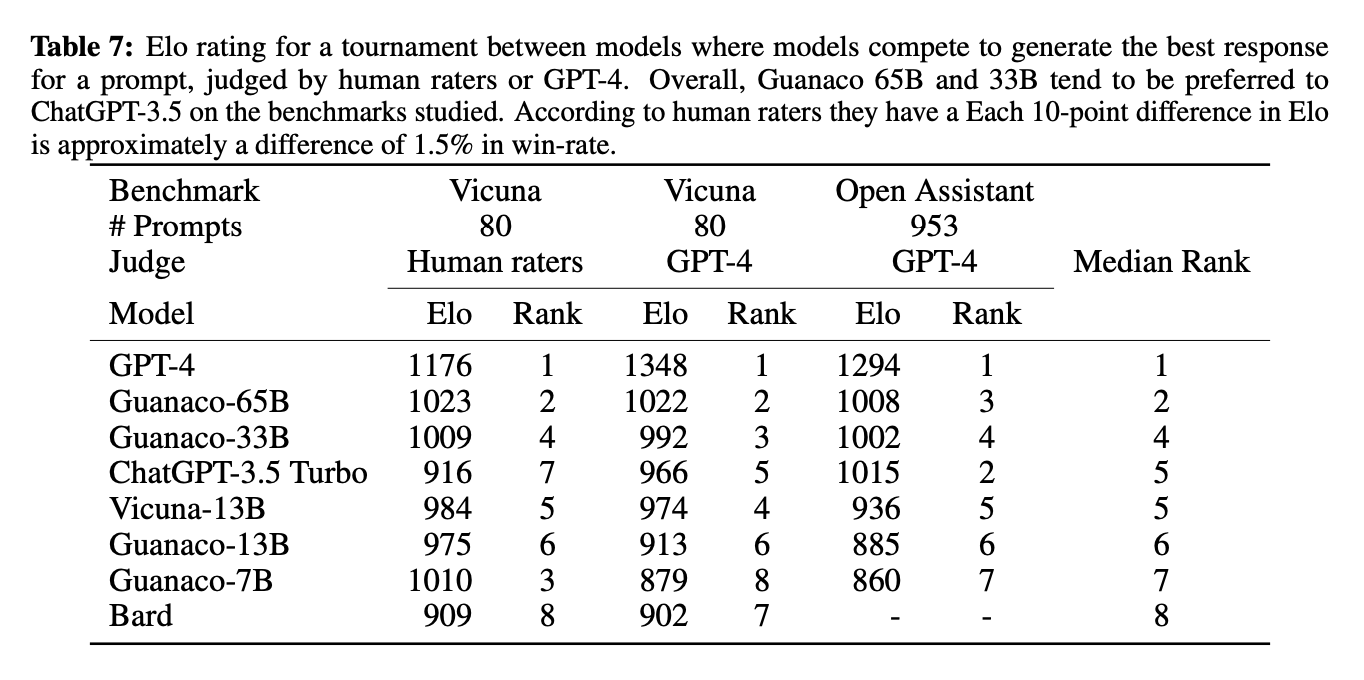 Table 7: Elo rating for a tournament between models where models compete to generate the best response
for a prompt, judged by human raters or GPT-4. Overall, Guanaco 65B and 33B tend to be preferred to
ChatGPT-3.5 on the benchmarks studied. According to human raters they have a Each 10-point difference in Elo
is approximately a difference of 1.5% in win-rate.
Benchmark Vicuna Vicuna Open Assistant
# Prompts 80 80 953
Judge Human raters GPT-4 GPT-4 Median Rank
Model Elo Rank Elo Rank Elo Rank
GPT-4 1176 1 1348 1 1294 1 1
Guanaco-65B 1023 2 1022 2 1008 3 2
Guanaco-33B 1009 4 992 3 1002 4 4
ChatGPT-3.5 Turbo 916 7 966 5 1015 2 5
Vicuna-13B 984 5 974 4 936 5 5
Guanaco-13B 975 6 913 6 885 6 6
Guanaco-7B 1010 3 879 8 860 7 7
Bard 909 8 902 7 - - 8